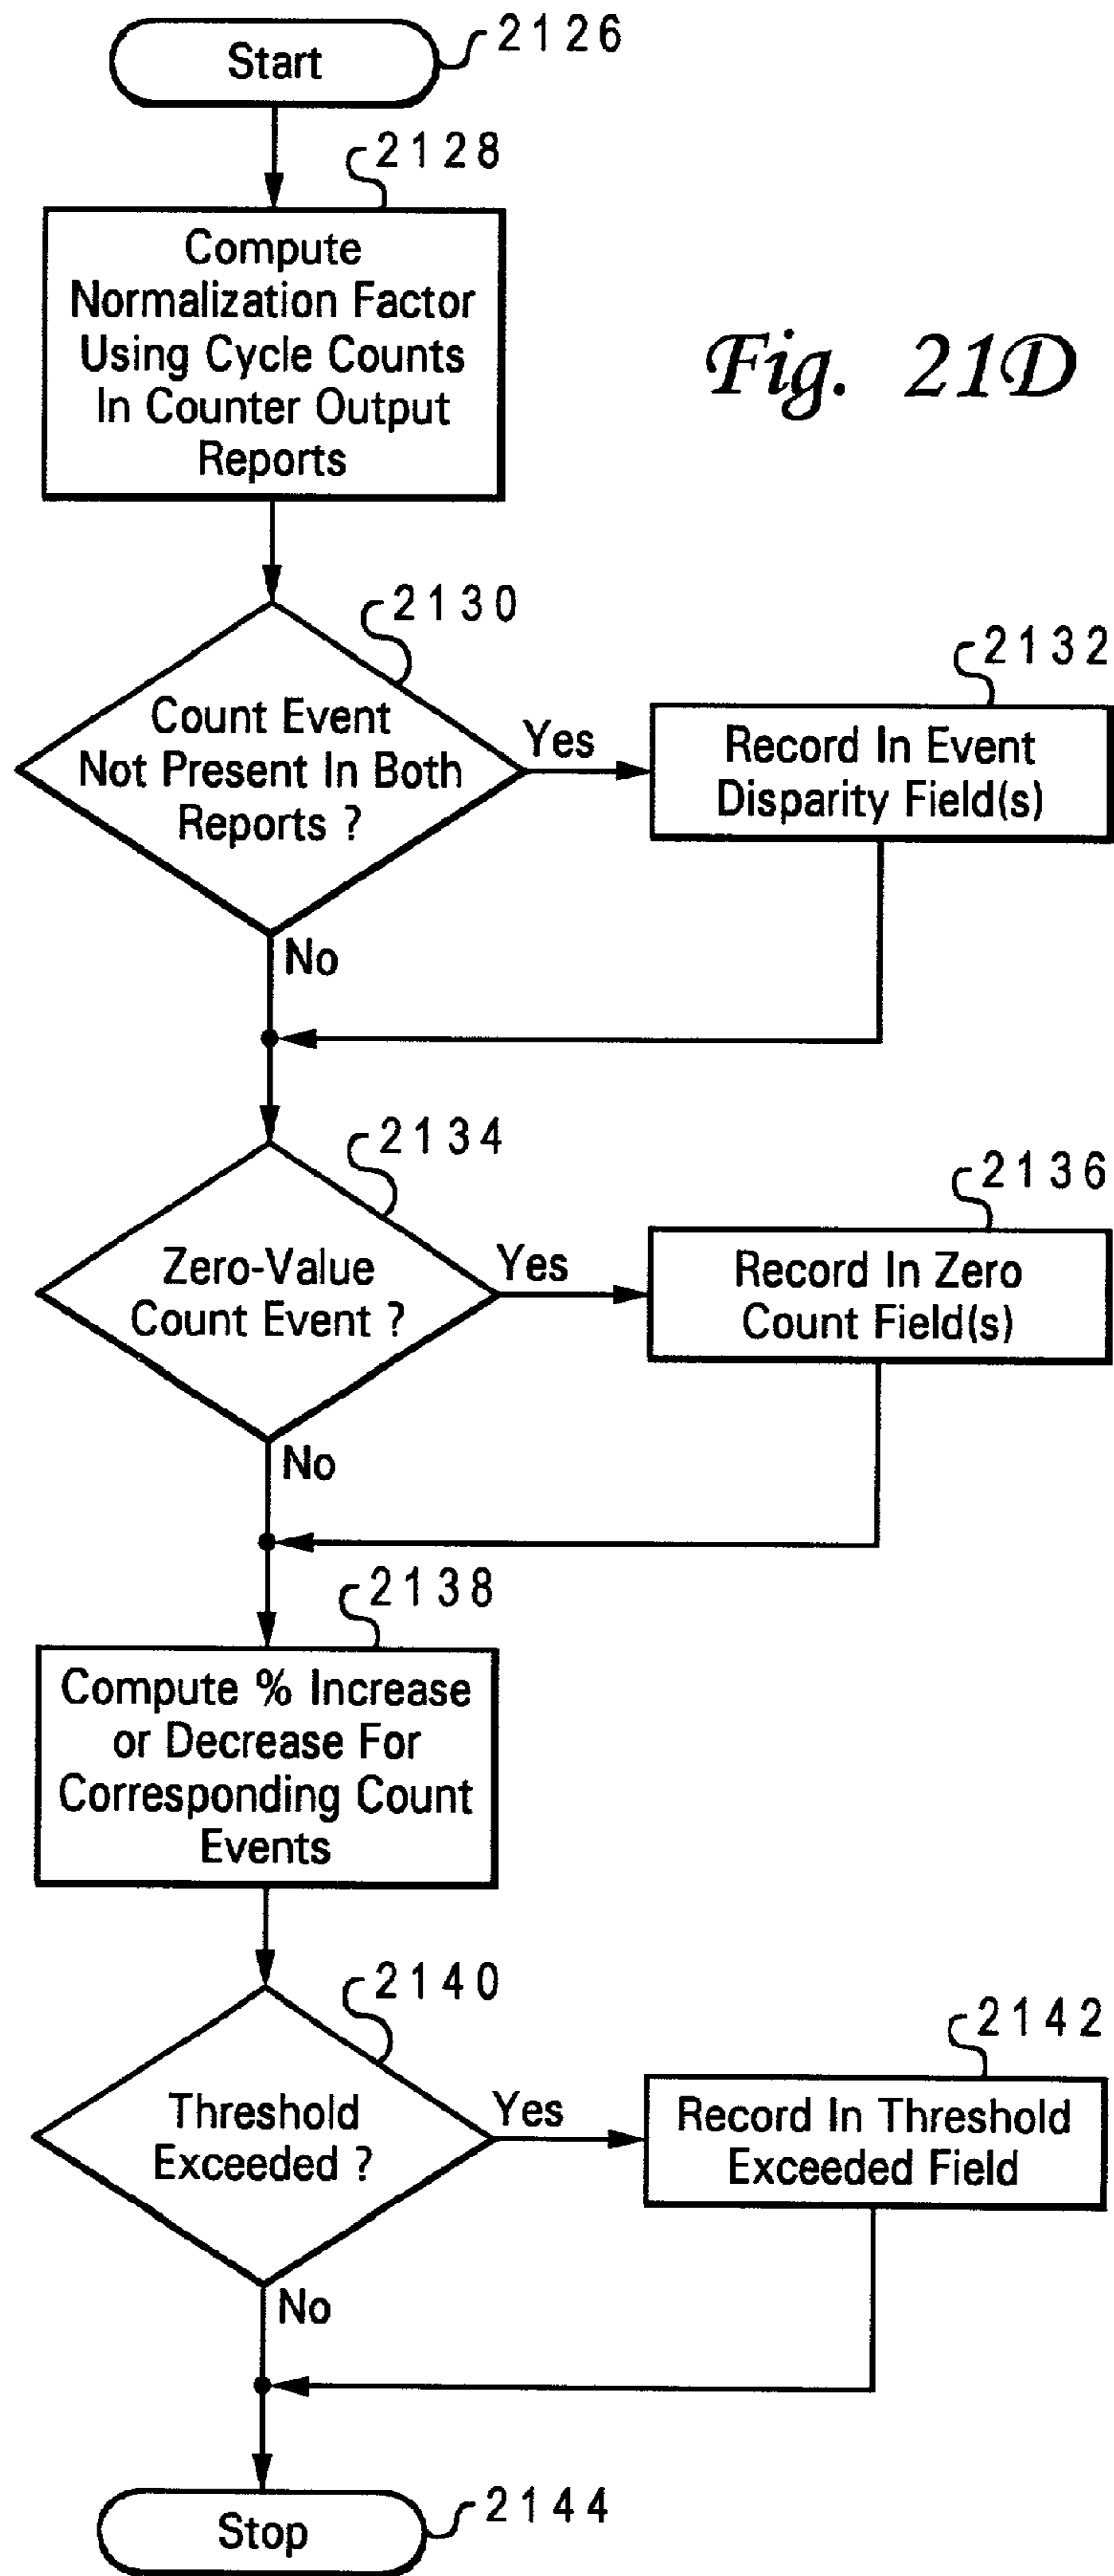 Start
2126
2128
Compute
Normalization Factor
Using Cycle Counts
In Counter Output
Reports
Fig. 21D
2130
Count Event
Not Present In Both
Reports ?
Yes
2132
Record In Event
Disparity Field(s)
No
2134
Zero-Value
Count Event ?
Yes
2136
Record In Zero
Count Field(s)
No
2138
Compute % Increase
or Decrease For
Corresponding Count
Events
2140
Threshold
Exceeded ?
Yes
2142
Record In Threshold
Exceeded Field
No
Stop
2144